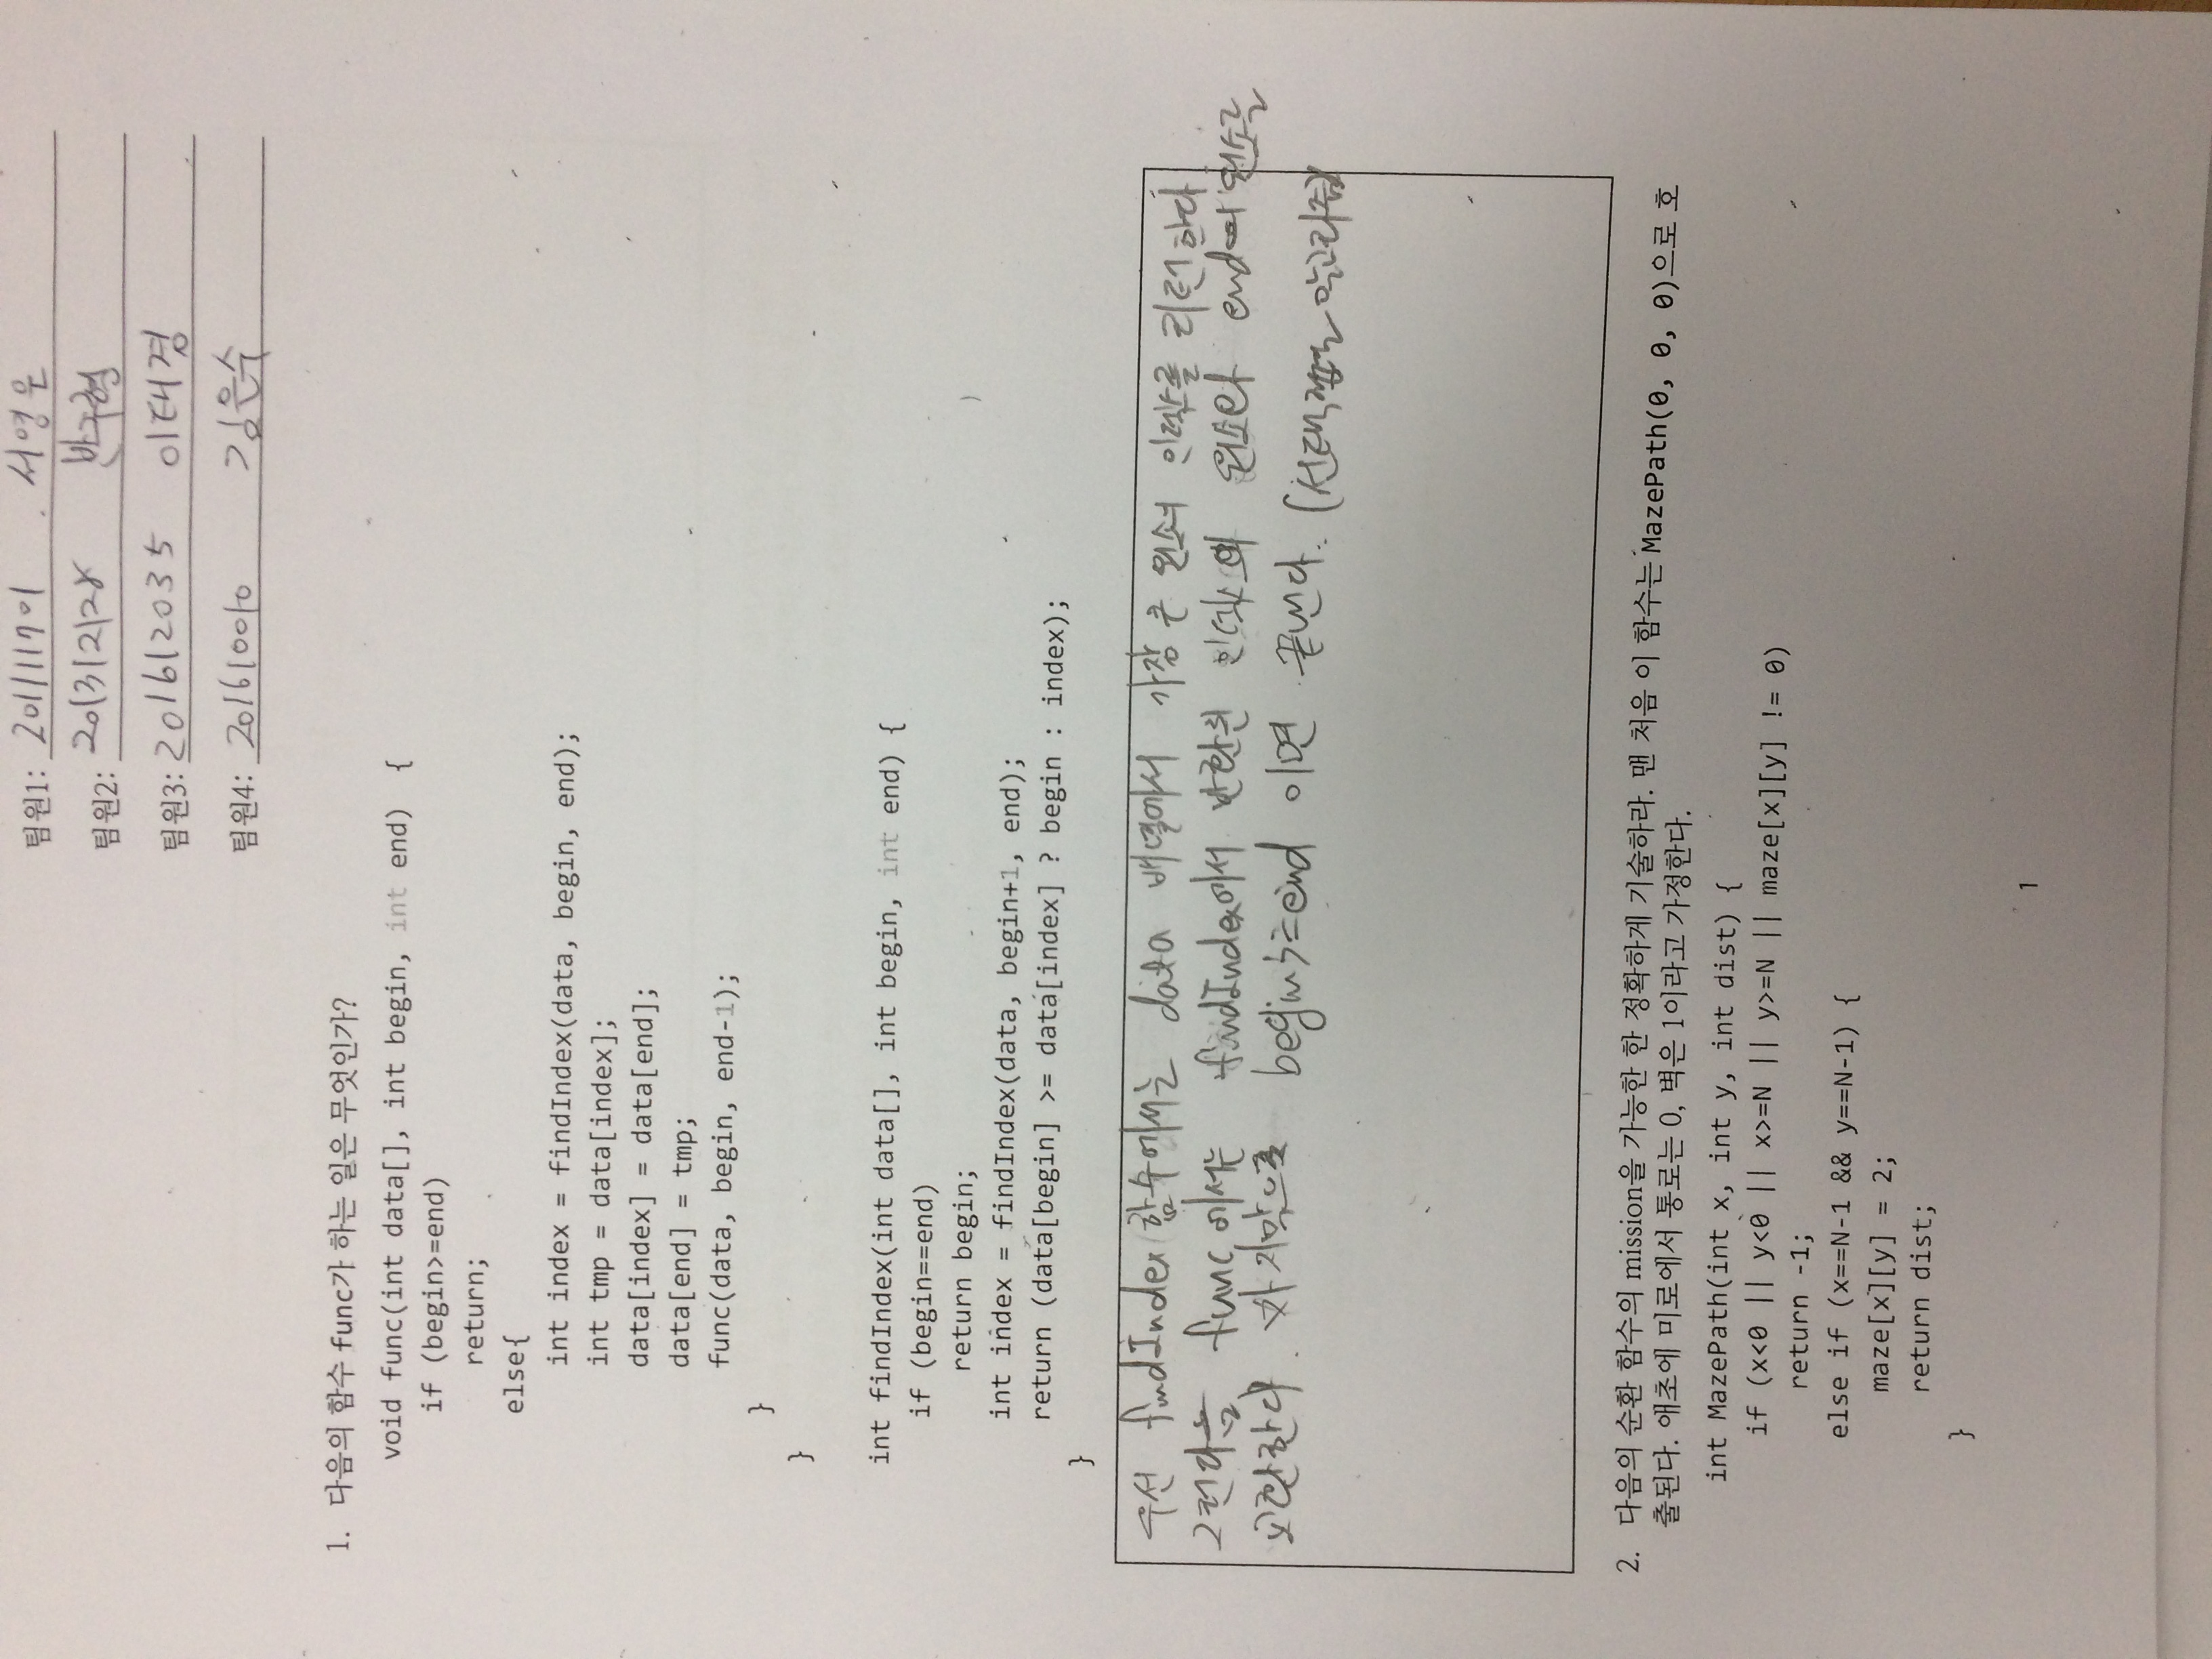 팀원1: 201111701 서영운
팀원2: 201312128 반구형
팀원3: 201612035 이태경
팀원4: 201610010 김은수
1. 다음의 함수 func가 하는 일은 무엇인가?
void func(int data[], int begin, int end) {
if (begin>=end)
return;
else{
int index = findIndex(data, begin, end);
int tmp = data[index];
data[index] = data[end];
data[end] = tmp;
func(data, begin, end-1);
}
}
int findIndex(int data[], int begin, int end) {
if (begin==end)
return begin;
int index = findIndex(data, begin+1, end);
return (data[begin] >= data[index] ? begin : index);
}
우선 findIndex 함수에서는 data 배열에서 가장 큰 원소의 인덱스를 리턴한다
그런다음 func에서는 findIndex에서 반환된 인덱스의 원소와 end의 원소를
교환한다. 마지막으로 begin>=end 이면 끝낸다. (선택정렬 알고리즘)
2. 다음의 순환 함수의 mission을 가능한 한 정확하게 기술하라. 맨 처음 이 함수는 MazePath(0, 0, 0)으로 호
출된다. 애초에 미로에서 통로는 0, 벽은 1이라고 가정한다.
int MazePath(int x, int y, int dist) {
if (x<0 || y<0 || x>=N || y>=N || maze[x][y] != 0)
return -1;
else if (x==N-1 && y==N-1) {
maze[x][y] = 2;
return dist;
}
1